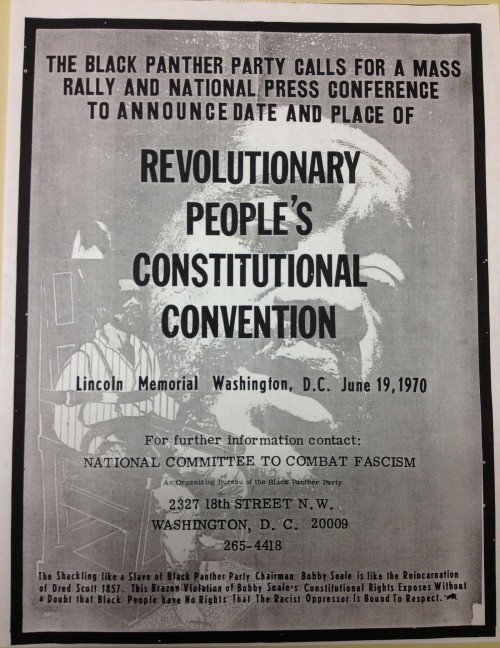 THE BLACK PANTHER PARTY CALLS FOR A MASS
RALLY AND NATIONAL PRESS CONFERENCE
TO ANNOUNCE DATE AND PLACE OF
REVOLUTIONARY
PEOPLE'S
CONSTITUTIONAL
CONVENTION
Lincoln Memorial Washington, D.C. June 19, 1970
For further information contact:
NATIONAL COMMITTEE TO COMBAT FASCISM
An Organizing Bureau of the Black Panther Party
2327 18th STREET N.W.
WASHINGTON, D. C. 20009
265-4418
The Shackling like a Slave of Black Panther Party Chairman Bobby Seale is like the Reincarnation
of Dred Scott 1857. This Brazen Violation of Bobby Seale's Constitutional Rights Exposes Without
a Doubt that Black People have No Rights That The Racist Oppressor Is Bound To Respect.